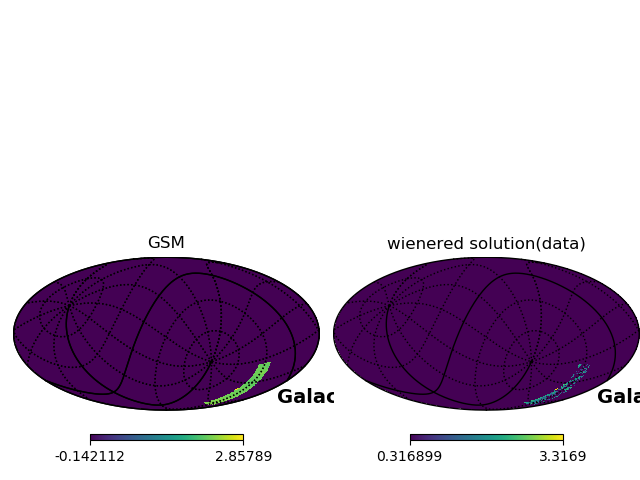 GSM
wienered solution(data)
Galac
Gala
-0.142112 2.85789
0.316899 3.3169